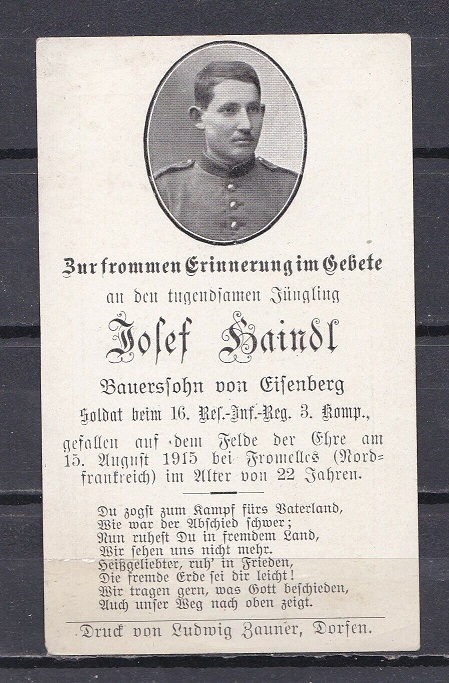 Zur frommen Erinnerung im Gebete
an den tugendsamen Jüngling
Josef Haindl
Bauerssohn von Eisenberg
Soldat beim 16. Res.-Inf.-Reg. 3. Komp.,
gefallen auf dem Felde der Ehre am
15. August 1915 bei Fromelles (Nord-
frankreich) im Alter von 22 Jahren.
Du zogst zum Kampf fürs Vaterland,
Wie war der Abschied schwer;
Nun ruhest Du in fremdem Land,
Wir sehen uns nicht mehr.
Heißgeliebter, ruh' in Frieden,
Die fremde Erde sei dir leicht!
Wir tragen gern, was Gott beschieden,
Auch unser Weg nach oben zeigt.
Druck von Ludwig Zauner, Dorfen.